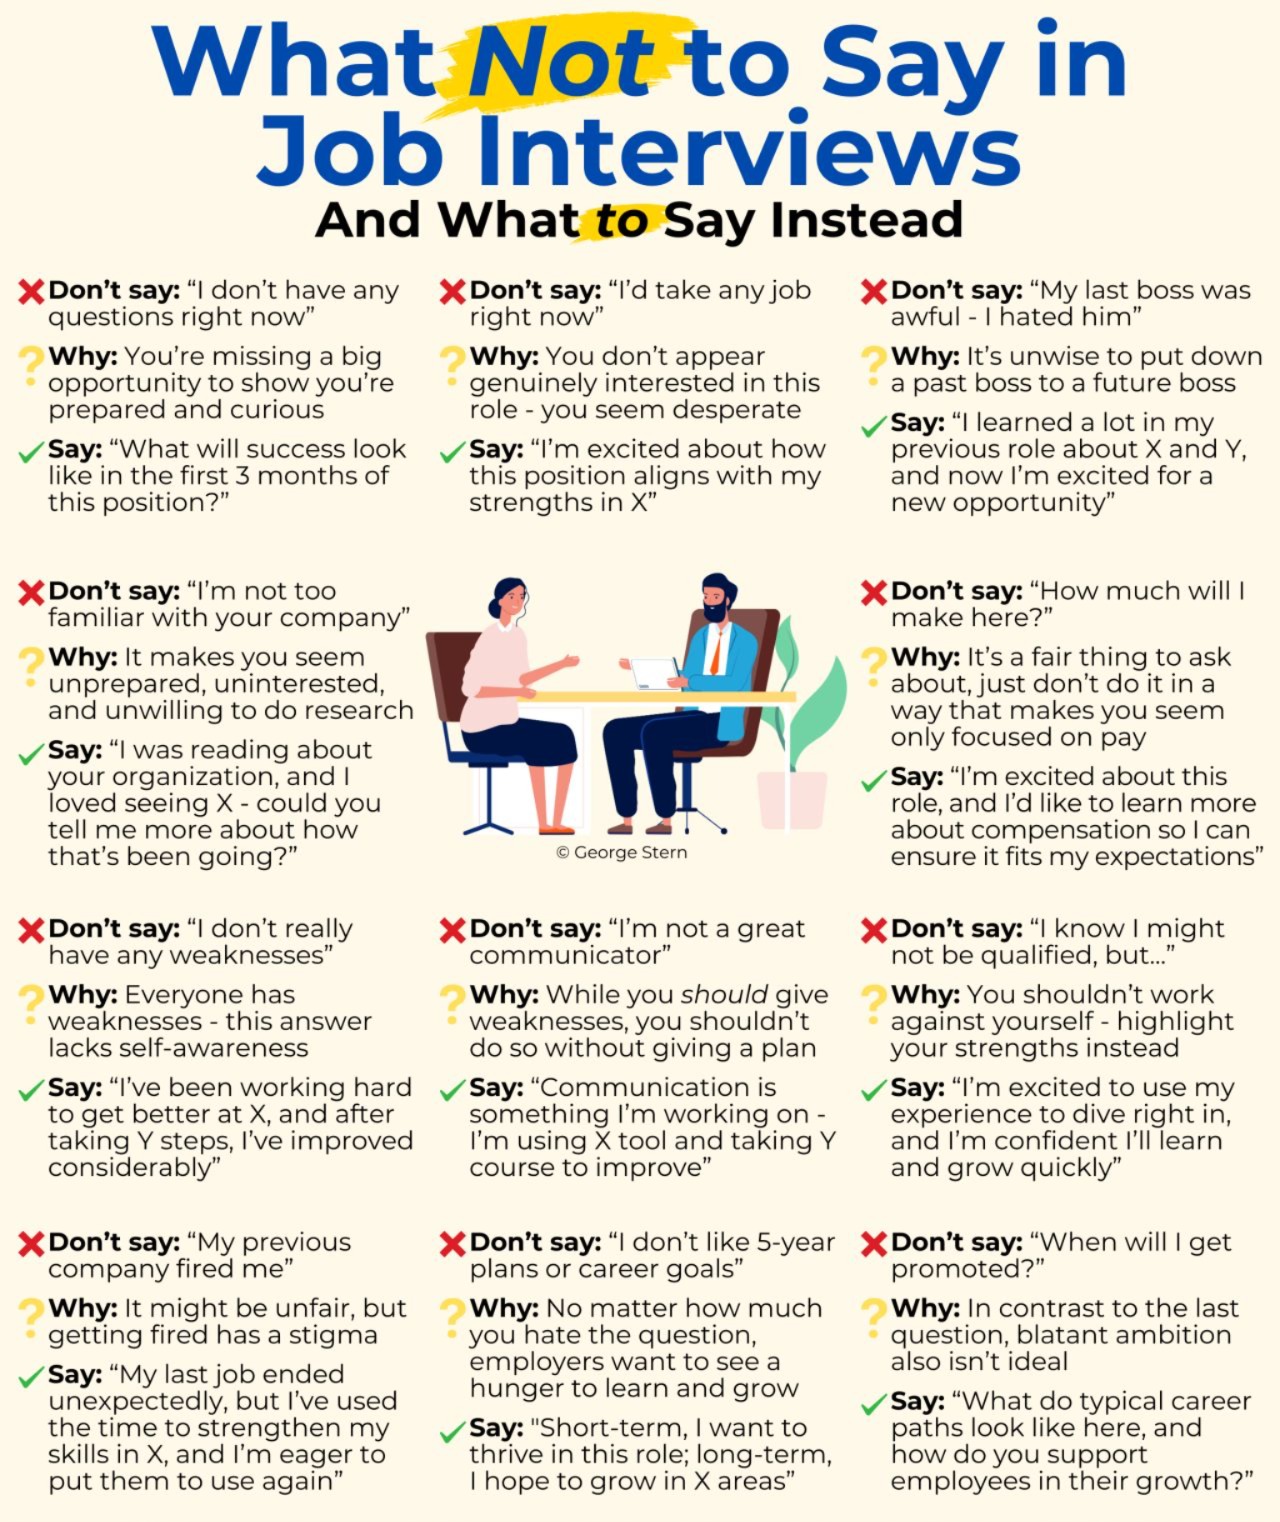 What Not to Say in
Job Interviews
And What to Say Instead
Don't say: “I don't have any
questions right now”
Why: You're missing a big
opportunity to show you're
prepared and curious
Say: “What will success look
like in the first 3 months of
this position?”
Don't say: “I'd take any job
right now”
Why: You don't appear
genuinely interested in this
role - you seem desperate
Say: “I'm excited about how
this position aligns with my
strengths in X”
Don't say: “My last boss was
awful - I hated him”
Why: It's unwise to put down
a past boss to a future boss
Say: “I learned a lot in my
previous role about X and Y,
and now I'm excited for a
new opportunity”
Don't say: “I'm not too
familiar with your company”
Why: It makes you seem
unprepared, uninterested,
and unwilling to do research
Say: “I was reading about
your organization, and I
loved seeing X - could you
tell me more about how
that's been going?”
© George Stern
Don't say: “How much will I
make here?”
Why: It's a fair thing to ask
about, just don't do it in a
way that makes you seem
only focused on pay
Say: “I'm excited about this
role, and I'd like to learn more
about compensation so I can
ensure it fits my expectations”
Don't say: “I don't really
have any weaknesses”
Why: Everyone has
weaknesses - this answer
lacks self-awareness
Say: “I've been working hard
to get better at X, and after
taking Y steps, I've improved
considerably”
Don't say: “I'm not a great
communicator”
Why: While you should give
weaknesses, you shouldn't
do so without giving a plan
Say: “Communication is
something I'm working on -
I'm using X tool and taking Y
course to improve”
Don't say: “I know I might
not be qualified, but...”
Why: You shouldn't work
against yourself - highlight
your strengths instead
Say: “I'm excited to use my
experience to dive right in,
and I'm confident I'll learn
and grow quickly”
Don't say: “My previous
company fired me”
Why: It might be unfair, but
getting fired has a stigma
Say: “My last job ended
unexpectedly, but I've used
the time to strengthen my
skills in X, and I'm eager to
put them to use again”
Don't say: “I don't like 5-year
plans or career goals”
Why: No matter how much
you hate the question,
employers want to see a
hunger to learn and grow
Say: "Short-term, I want to
thrive in this role; long-term,
I hope to grow in X areas”
Don't say: “When will I get
promoted?”
Why: In contrast to the last
question, blatant ambition
also isn't ideal
Say: “What do typical career
paths look like here, and
how do you support
employees in their growth?”